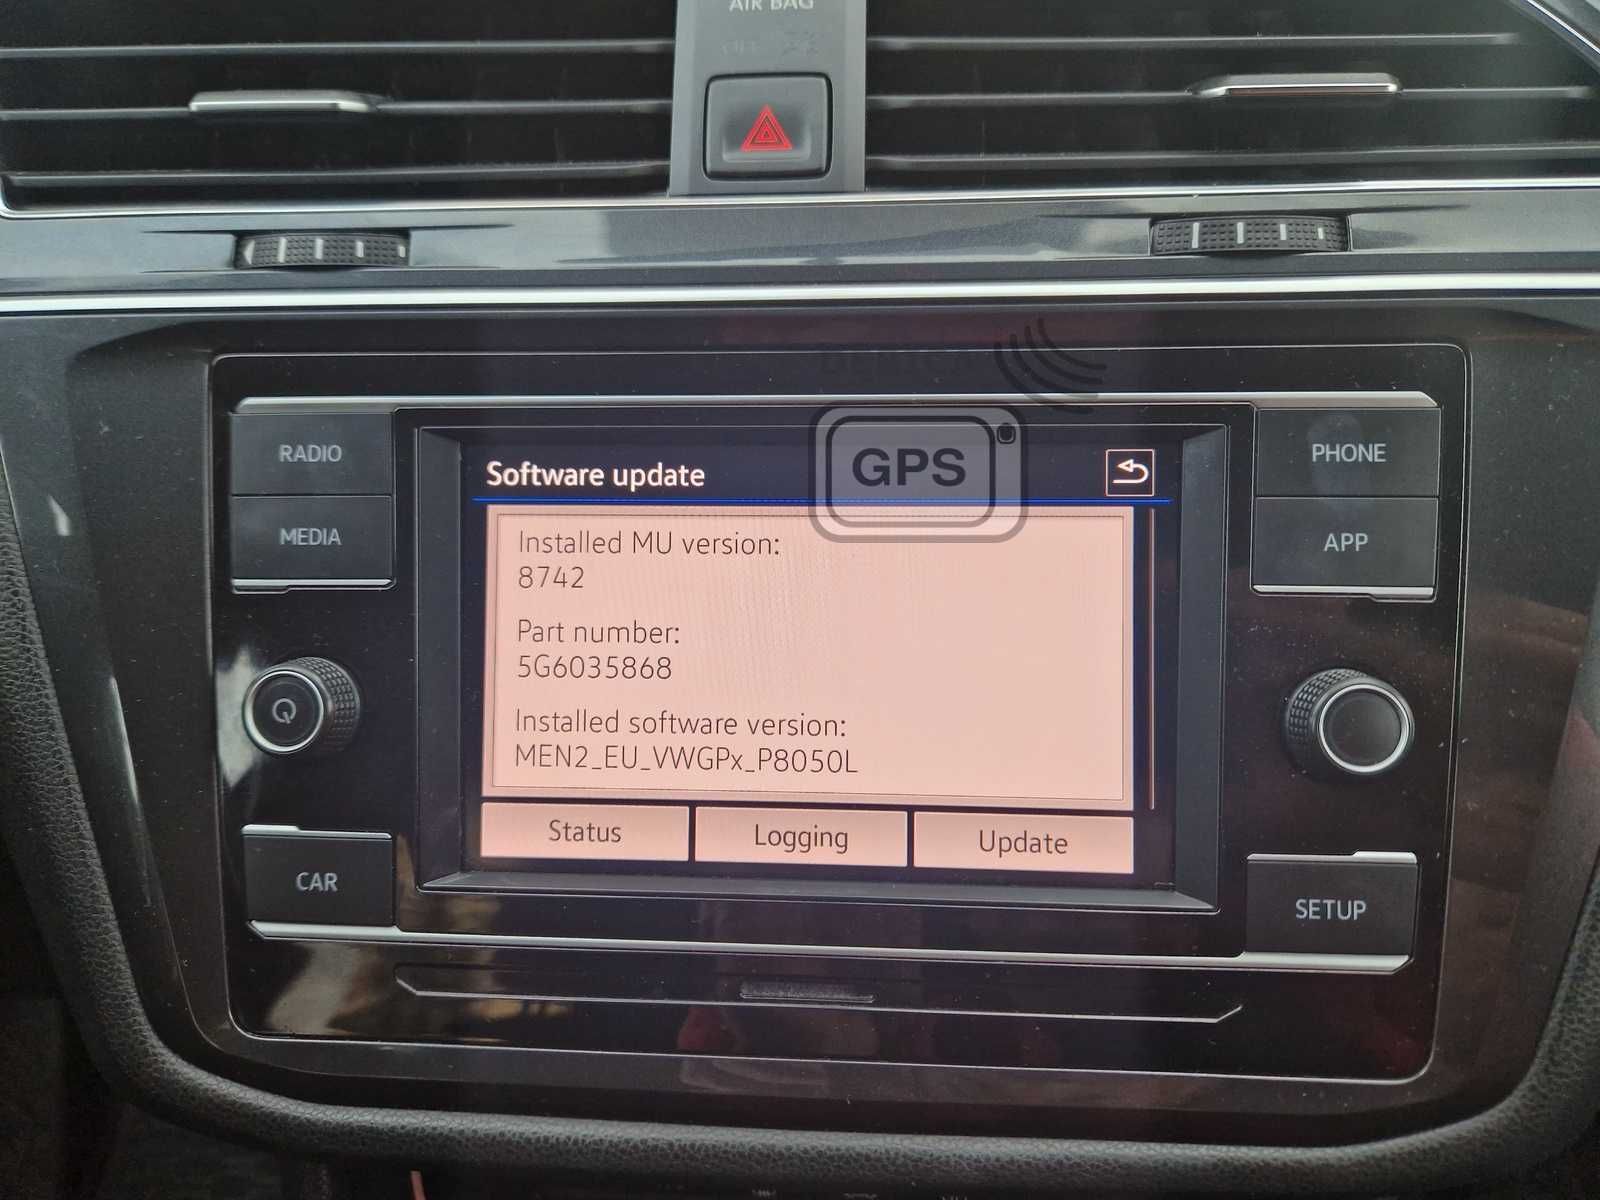 AIR BAG
OFF
GPS
RADIO
MEDIA
PHONE
APP
Software update
Installed MU version:
8742
Part number:
5G6035868
Installed software version:
MEN2_EU_VWGPx_P8050L
Status
Logging
Update
CAR
SETUP